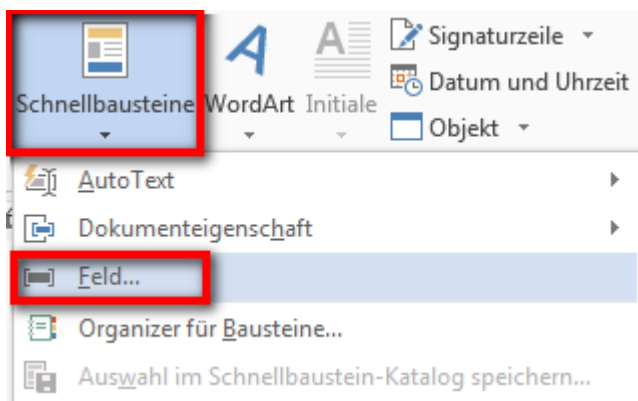 Schnellbausteine
WordArt
Initiale
Signaturzeile
Datum und Uhrzeit
Objekt
AutoText
Dokumenteigenschaft
Feld...
Organizer für Bausteine...
Auswahl im Schnellbaustein-Katalog speichern...